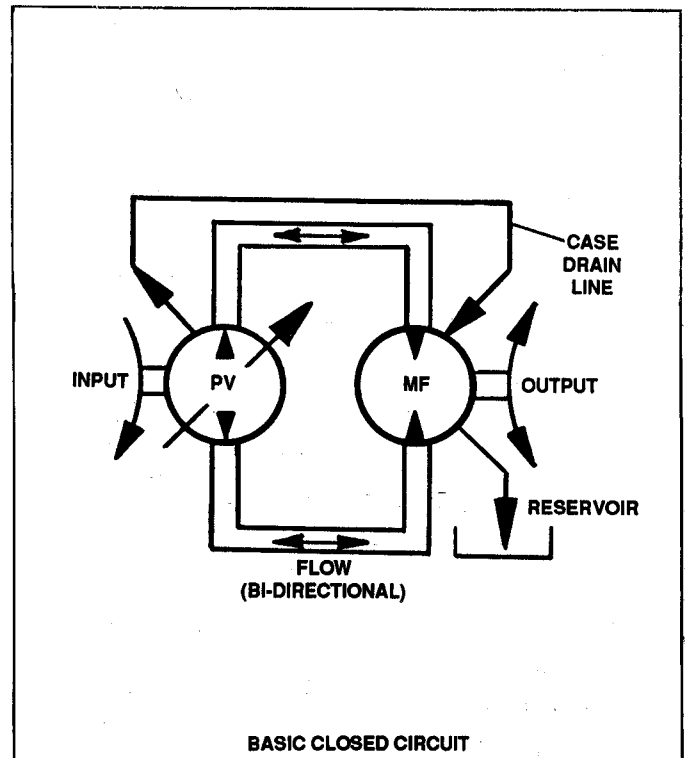 CASE
DRAIN
LINE
INPUT
PV
MF
OUTPUT
RESERVOIR
FLOW
(BI-DIRECTIONAL)
BASIC CLOSED CIRCUIT